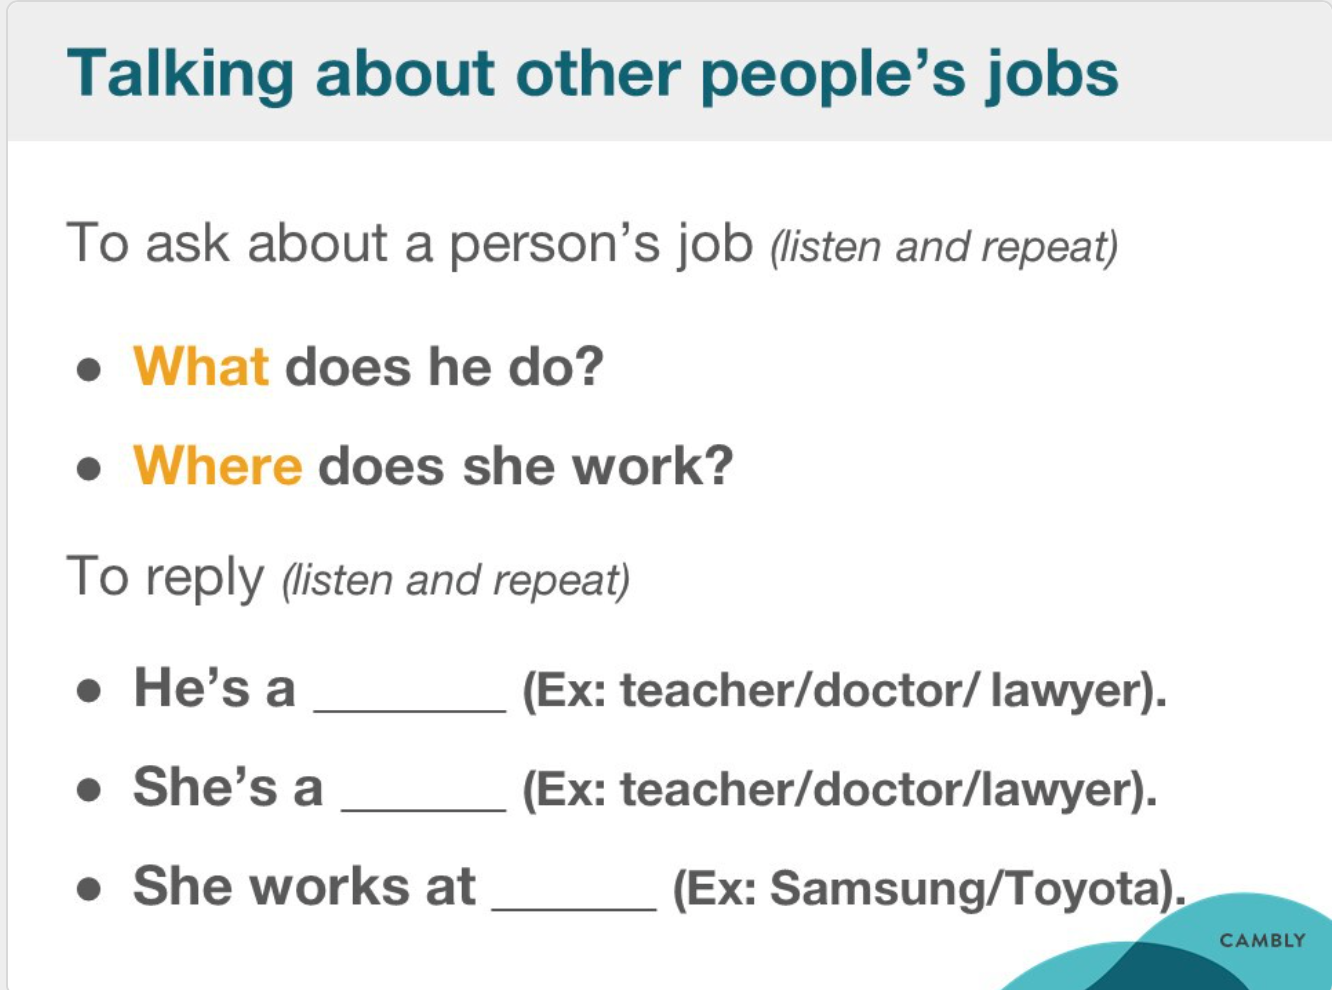 Talking about other people’s jobs
To ask about a person’s job (listen and repeat)
● What does he do?
● Where does she work?
To reply (listen and repeat)
● He’s a ________ (Ex: teacher/doctor/ lawyer).
● She’s a _______ (Ex: teacher/doctor/lawyer).
● She works at _______ (Ex: Samsung/Toyota).
CAMBLY